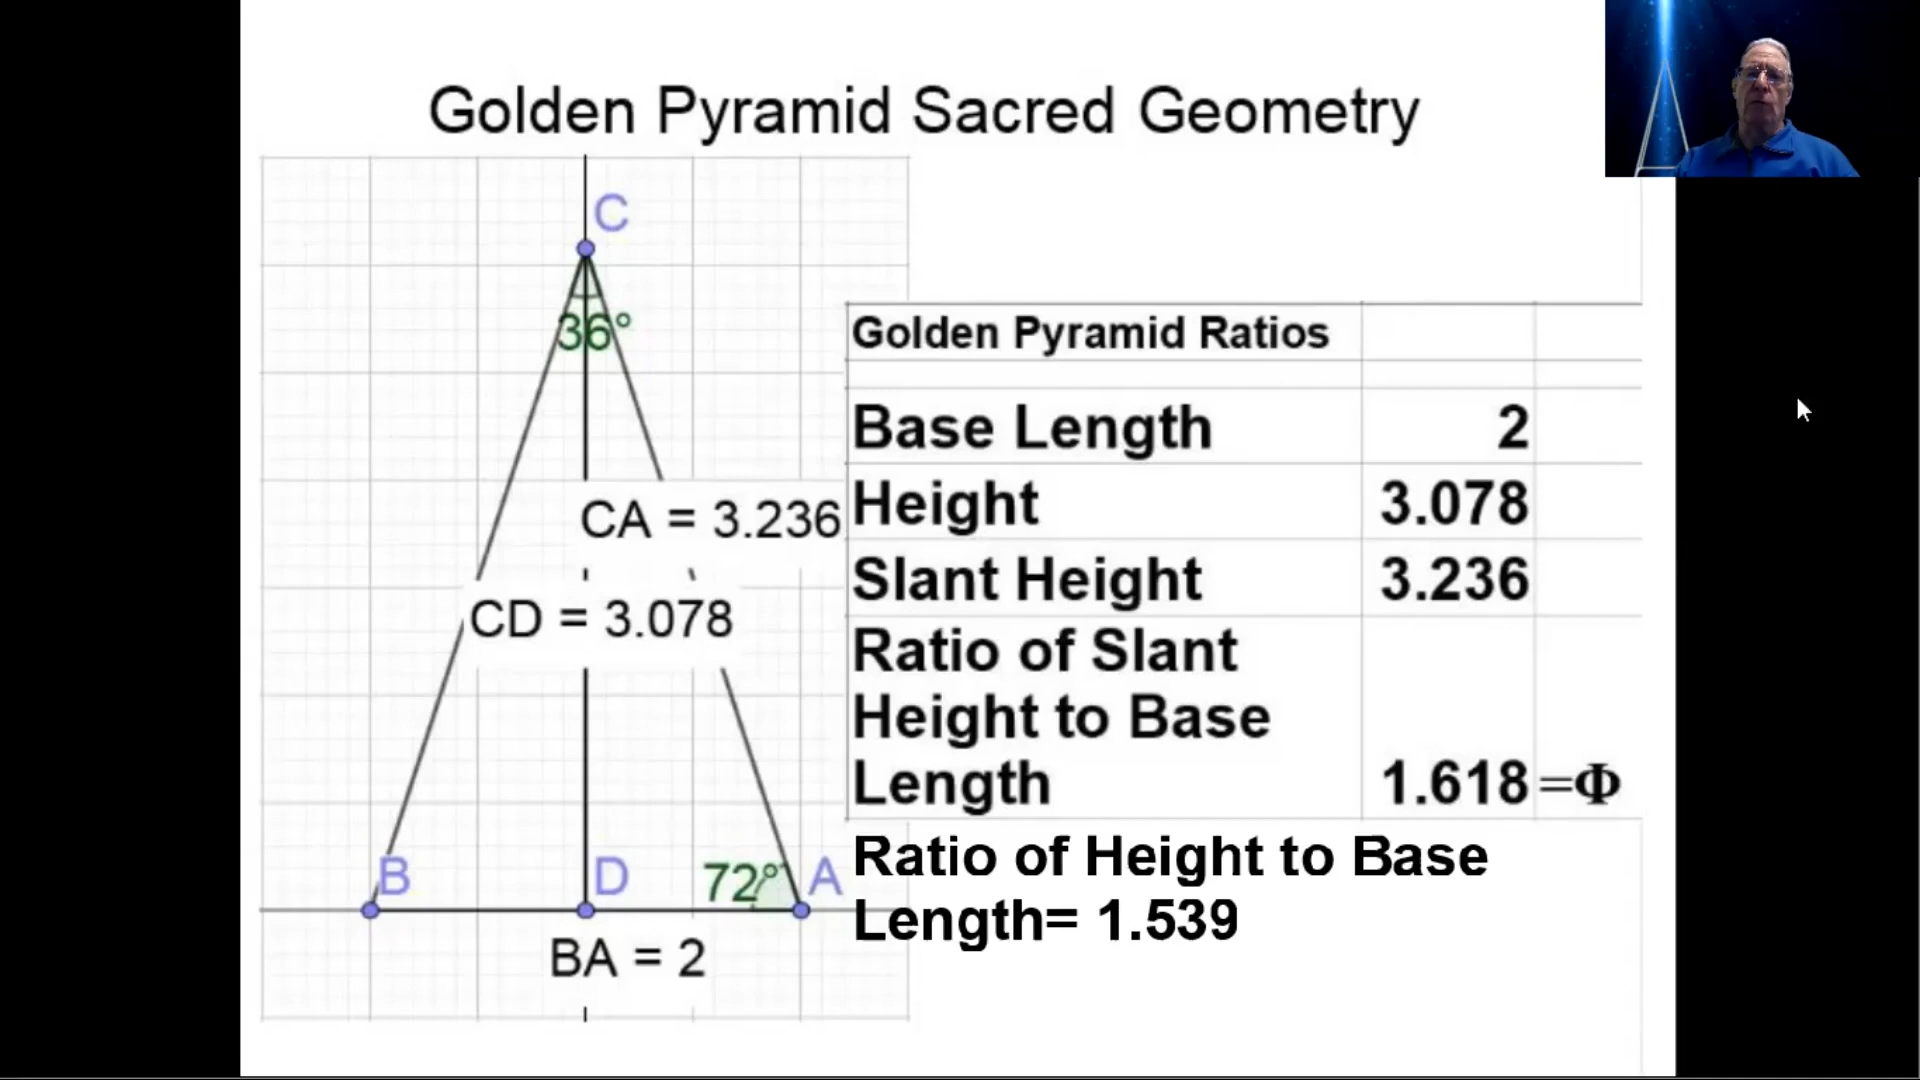 Golden Pyramid Sacred Geometry
C
36°
CA = 3.236
CD = 3.078
B
D
72°
A
BA = 2
Golden Pyramid Ratios
Base Length 2
Height 3.078
Slant Height 3.236
Ratio of Slant
Height to Base
Length 1.618 =Φ
Ratio of Height to Base
Length= 1.539